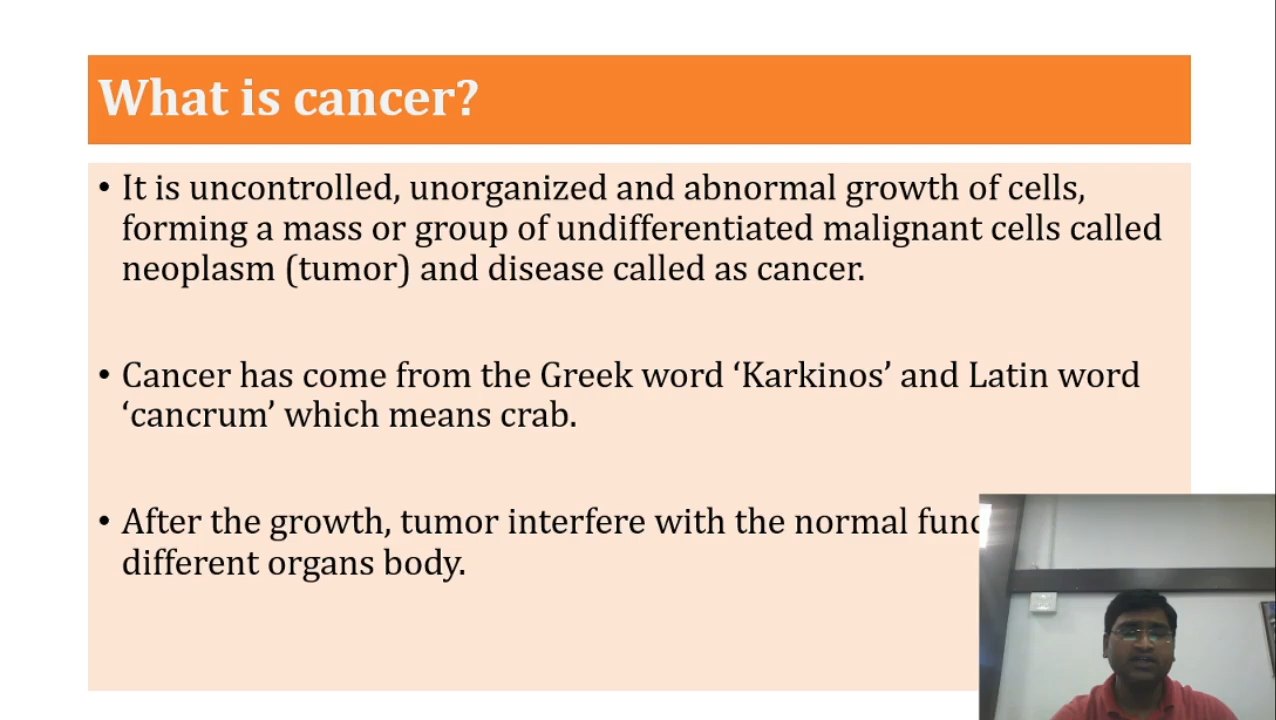 What is cancer?
• It is uncontrolled, unorganized and abnormal growth of cells,
forming a mass or group of undifferentiated malignant cells called
neoplasm (tumor) and disease called as cancer.
• Cancer has come from the Greek word ‘Karkinos’ and Latin word
‘cancrum’ which means crab.
• After the growth, tumor interfere with the normal
different organs body.